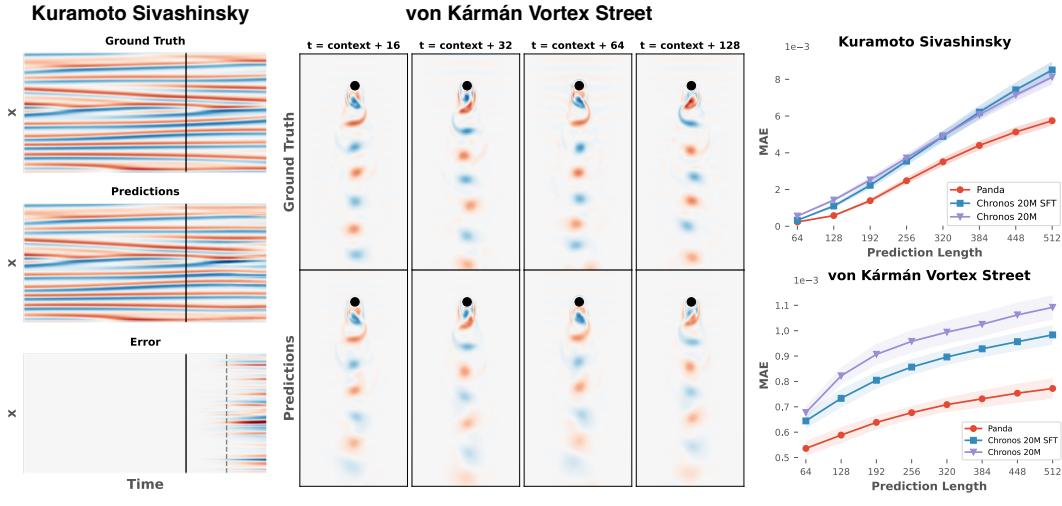 Kuramoto Sivashinsky
Ground Truth
X
Predictions
X
Error
X
Time
von Kármán Vortex Street
t = context + 16
t = context + 32
t = context + 64
t = context + 128
Ground Truth
Predictions
Kuramoto Sivashinsky
1e−3
MAE
8
6
4
2
0
64
128
192
256
320
384
448
512
Prediction Length
Panda
Chronos 20M SFT
Chronos 20M
von Kármán Vortex Street
1e−3
MAE
1.1
1.0
0.9
0.8
0.7
0.6
0.5
64
128
192
256
320
384
448
512
Prediction Length
Panda
Chronos 20M SFT
Chronos 20M